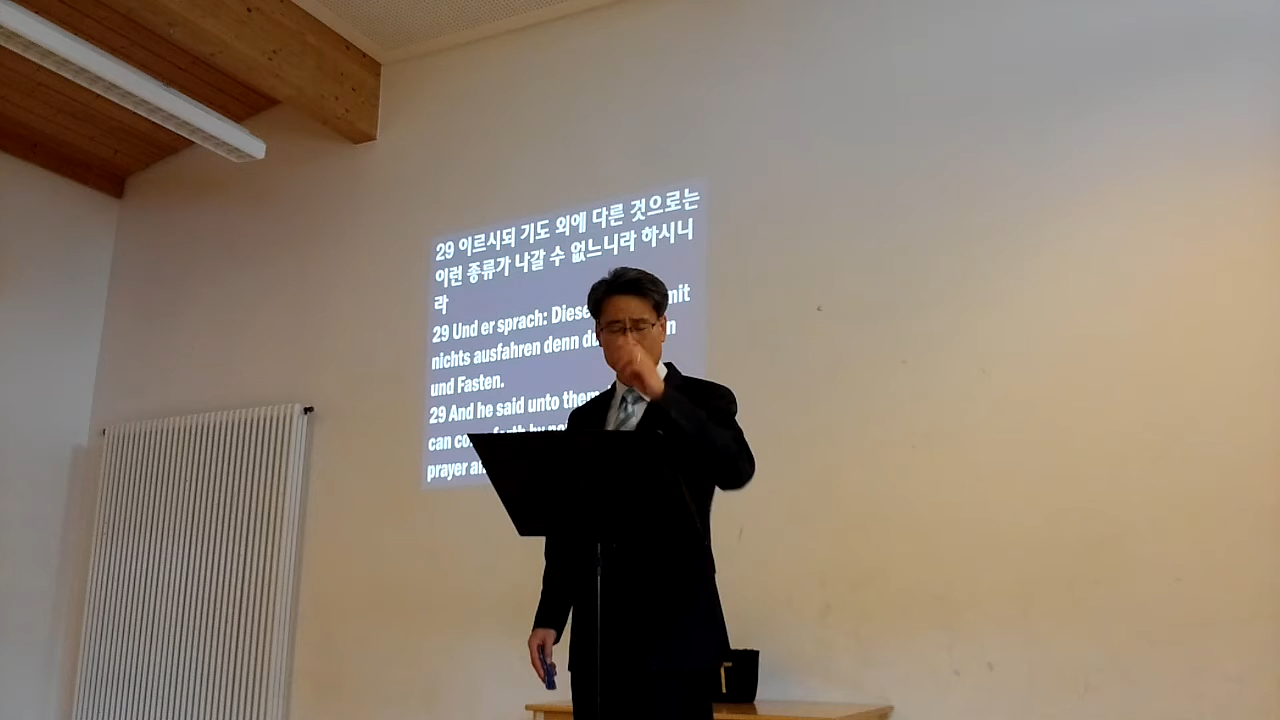 29 이르시되 기도 외에 다른 것으로는
이런 종류가 나갈 수 없느니라 하시니
라
29 Und er sprach: Diese mit
nichts ausfahren denn
und Fasten.
29 And he said unto them
can
prayer